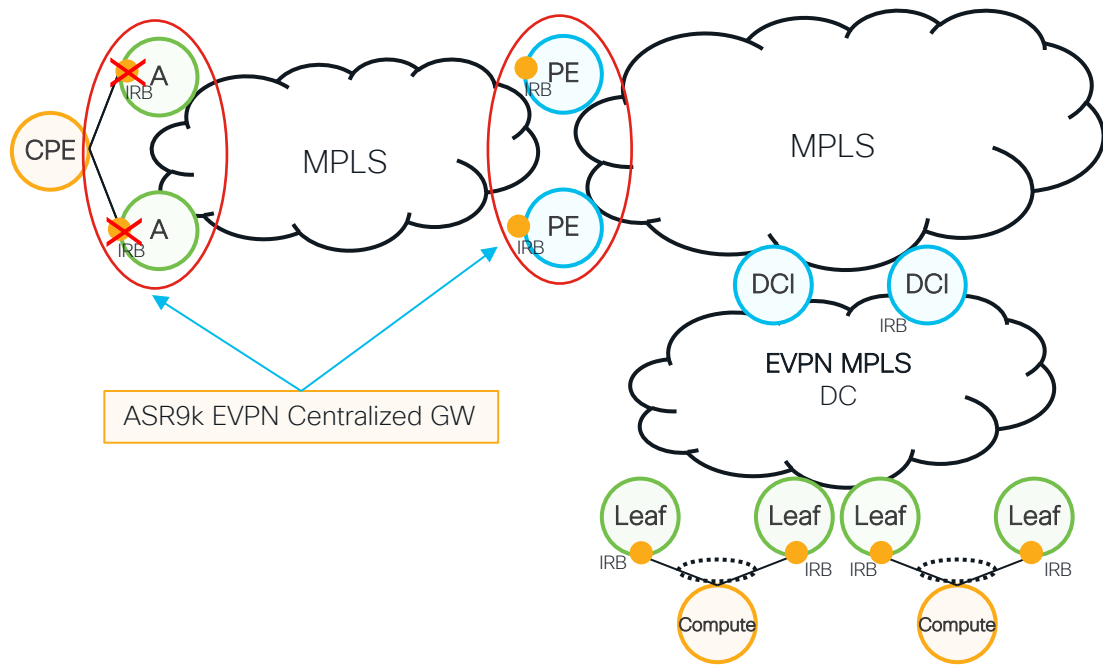 A
IRB
CPE
A
IRB
MPLS
PE
IRB
PE
IRB
MPLS
DCI
DCI
IRB
EVPN MPLS
DC
ASR9k EVPN Centralized GW
Leaf
Leaf
Leaf
Leaf
IRB
IRB
IRB
IRB
Compute
Compute